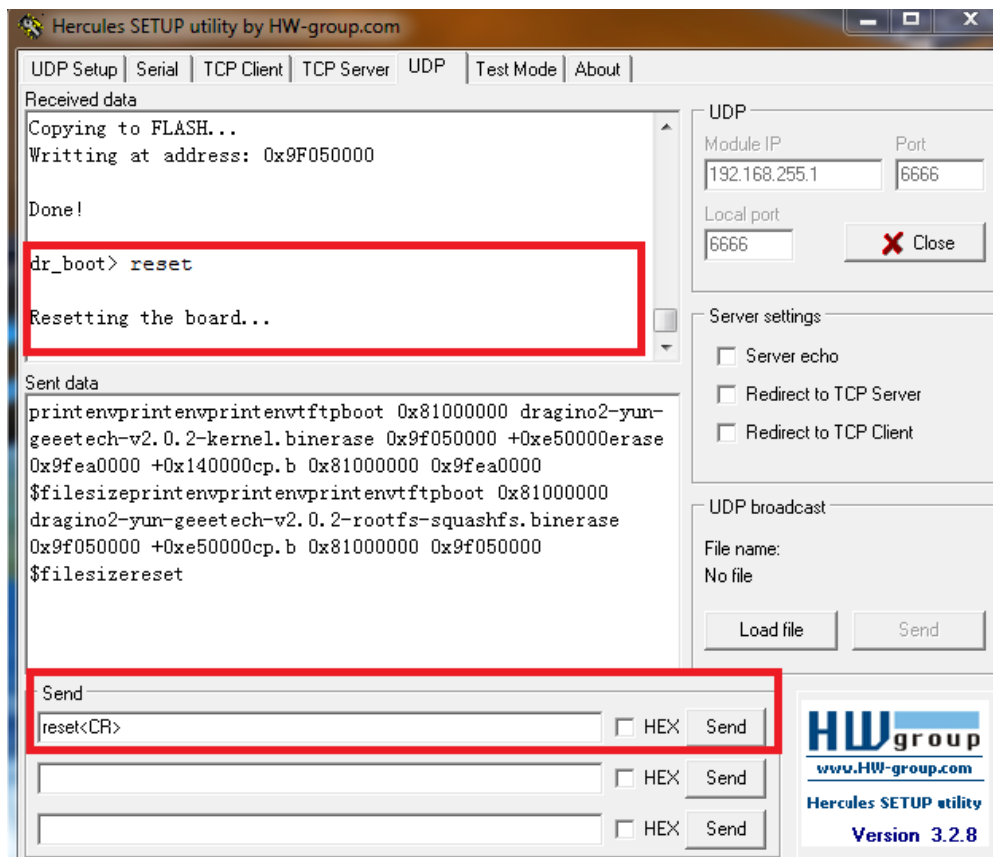 Hercules SETUP utility by HW-group.com
UDP Setup Serial TCP Client TCP Server UDP Test Mode About
Received data
Copying to FLASH...
Writting at address: 0x9F050000
Done!
dr_boot> reset
Resetting the board...
UDP
Module IP Port
192.168.255.1 6666
Local port
6666 Close
Server settings
Server echo
Redirect to TCP Server
Redirect to TCP Client
Sent data
printenvprintenvprintenvtftpboot 0x81000000 dragino2-yun-
geeetech-v2.0.2-kernel.binerase 0x9f050000 +0xe50000erase
0x9fea0000 +0x140000cp.b 0x81000000 0x9fea0000
$filesizeprintenvprintenvprintenvtftpboot 0x81000000
dragino2-yun-geeetech-v2.0.2-rootfs-squashfs.binerase
0x9f050000 +0xe50000cp.b 0x81000000 0x9f050000
$filesizereset
UDP broadcast
File name:
No file
Load file Send
Send
reset<CR> HEX Send
HEX Send
HEX Send
HW group
www.HW-group.com
Hercules SETUP utility
Version 3.2.8